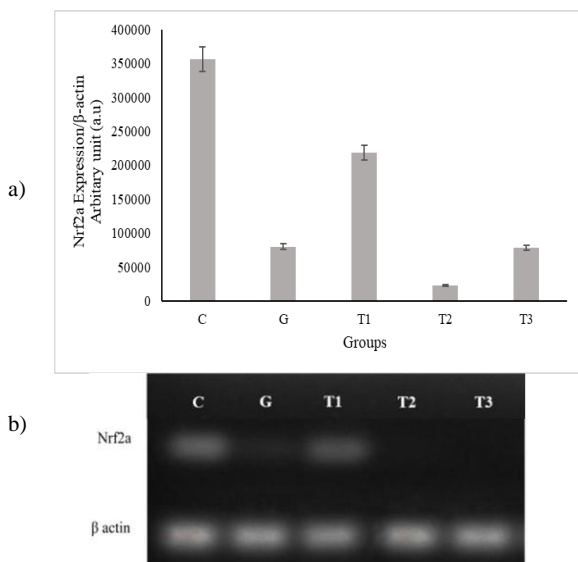 a)
Nrf2a Expression/β-actin
Arbitary unit (a.u)
400000
350000
300000
250000
200000
150000
100000
50000
0
C G T1 T2 T3
Groups
b)
C G T1 T2 T3
Nrf2a
β actin